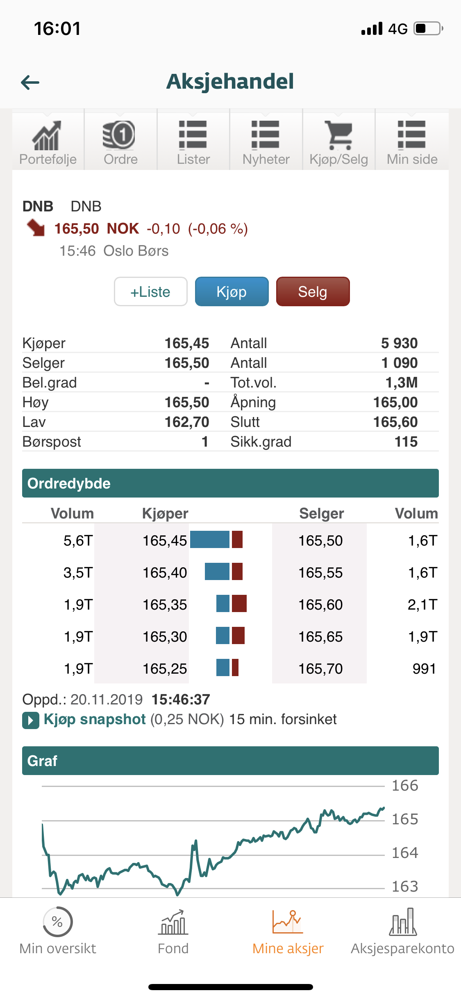 16:01
4G
Aksjehandel
Portefølje Ordre Lister Nyheter Kjøp/Selg Min side
DNB DNB
165,50 NOK -0,10 (-0,06 %)
15:46 Oslo Børs
+Liste Kjøp Selg
Kjøper 165,45 Antall 5 930
Selger 165,50 Antall 1 090
Bel.grad - Tot.vol. 1,3M
Høy 165,50 Åpning 165,00
Lav 162,70 Slutt 165,60
Børspost 1 Sikk.grad 115
Ordredybde
Volum Kjøper Selger Volum
5,6T 165,45 165,50 1,6T
3,5T 165,40 165,55 1,6T
1,9T 165,35 165,60 2,1T
1,9T 165,30 165,65 1,9T
1,9T 165,25 165,70 991
Oppd.: 20.11.2019 15:46:37
Kjøp snapshot (0,25 NOK) 15 min. forsinket
Graf
166
165
164
163
% 
Min oversikt Fond Mine aksjer Aksjesparekonto